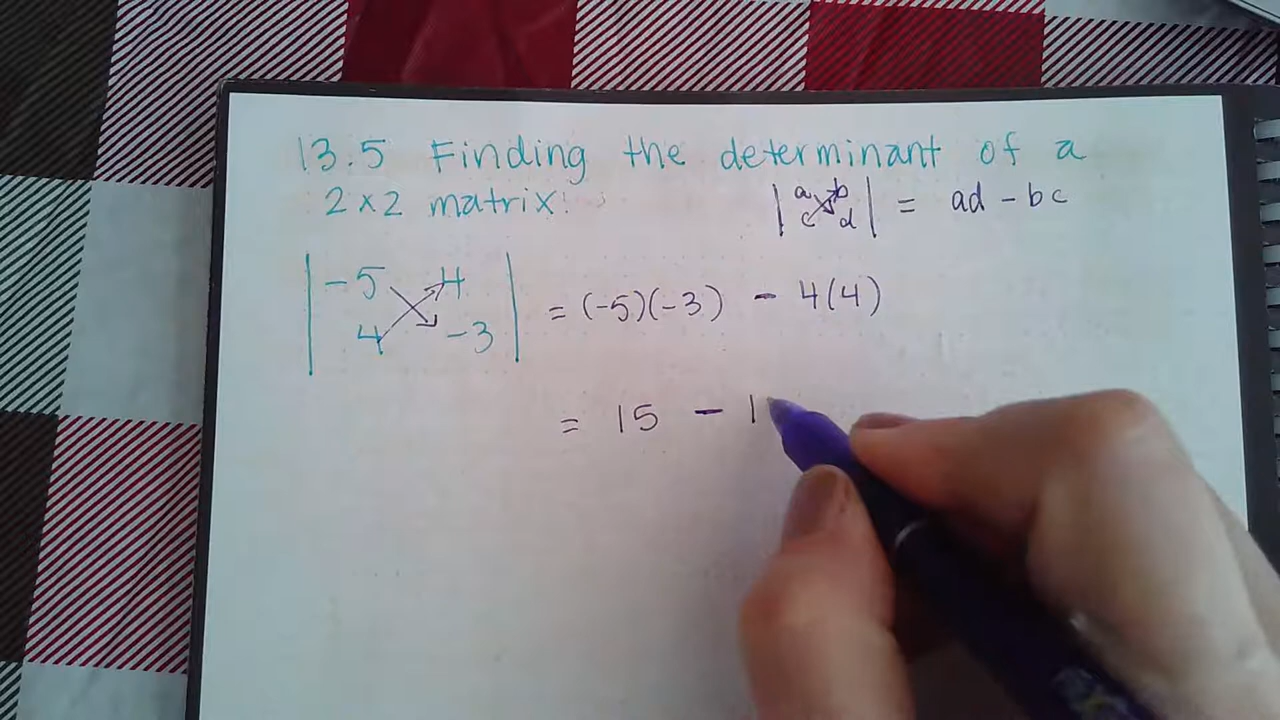 13.5 Finding the determinant of a
2x2 matrix:
|a b| = ad - bc
|c d|
|-5 4| = (-5)(-3) - 4(4)
|4 -3|
= 15 - 1